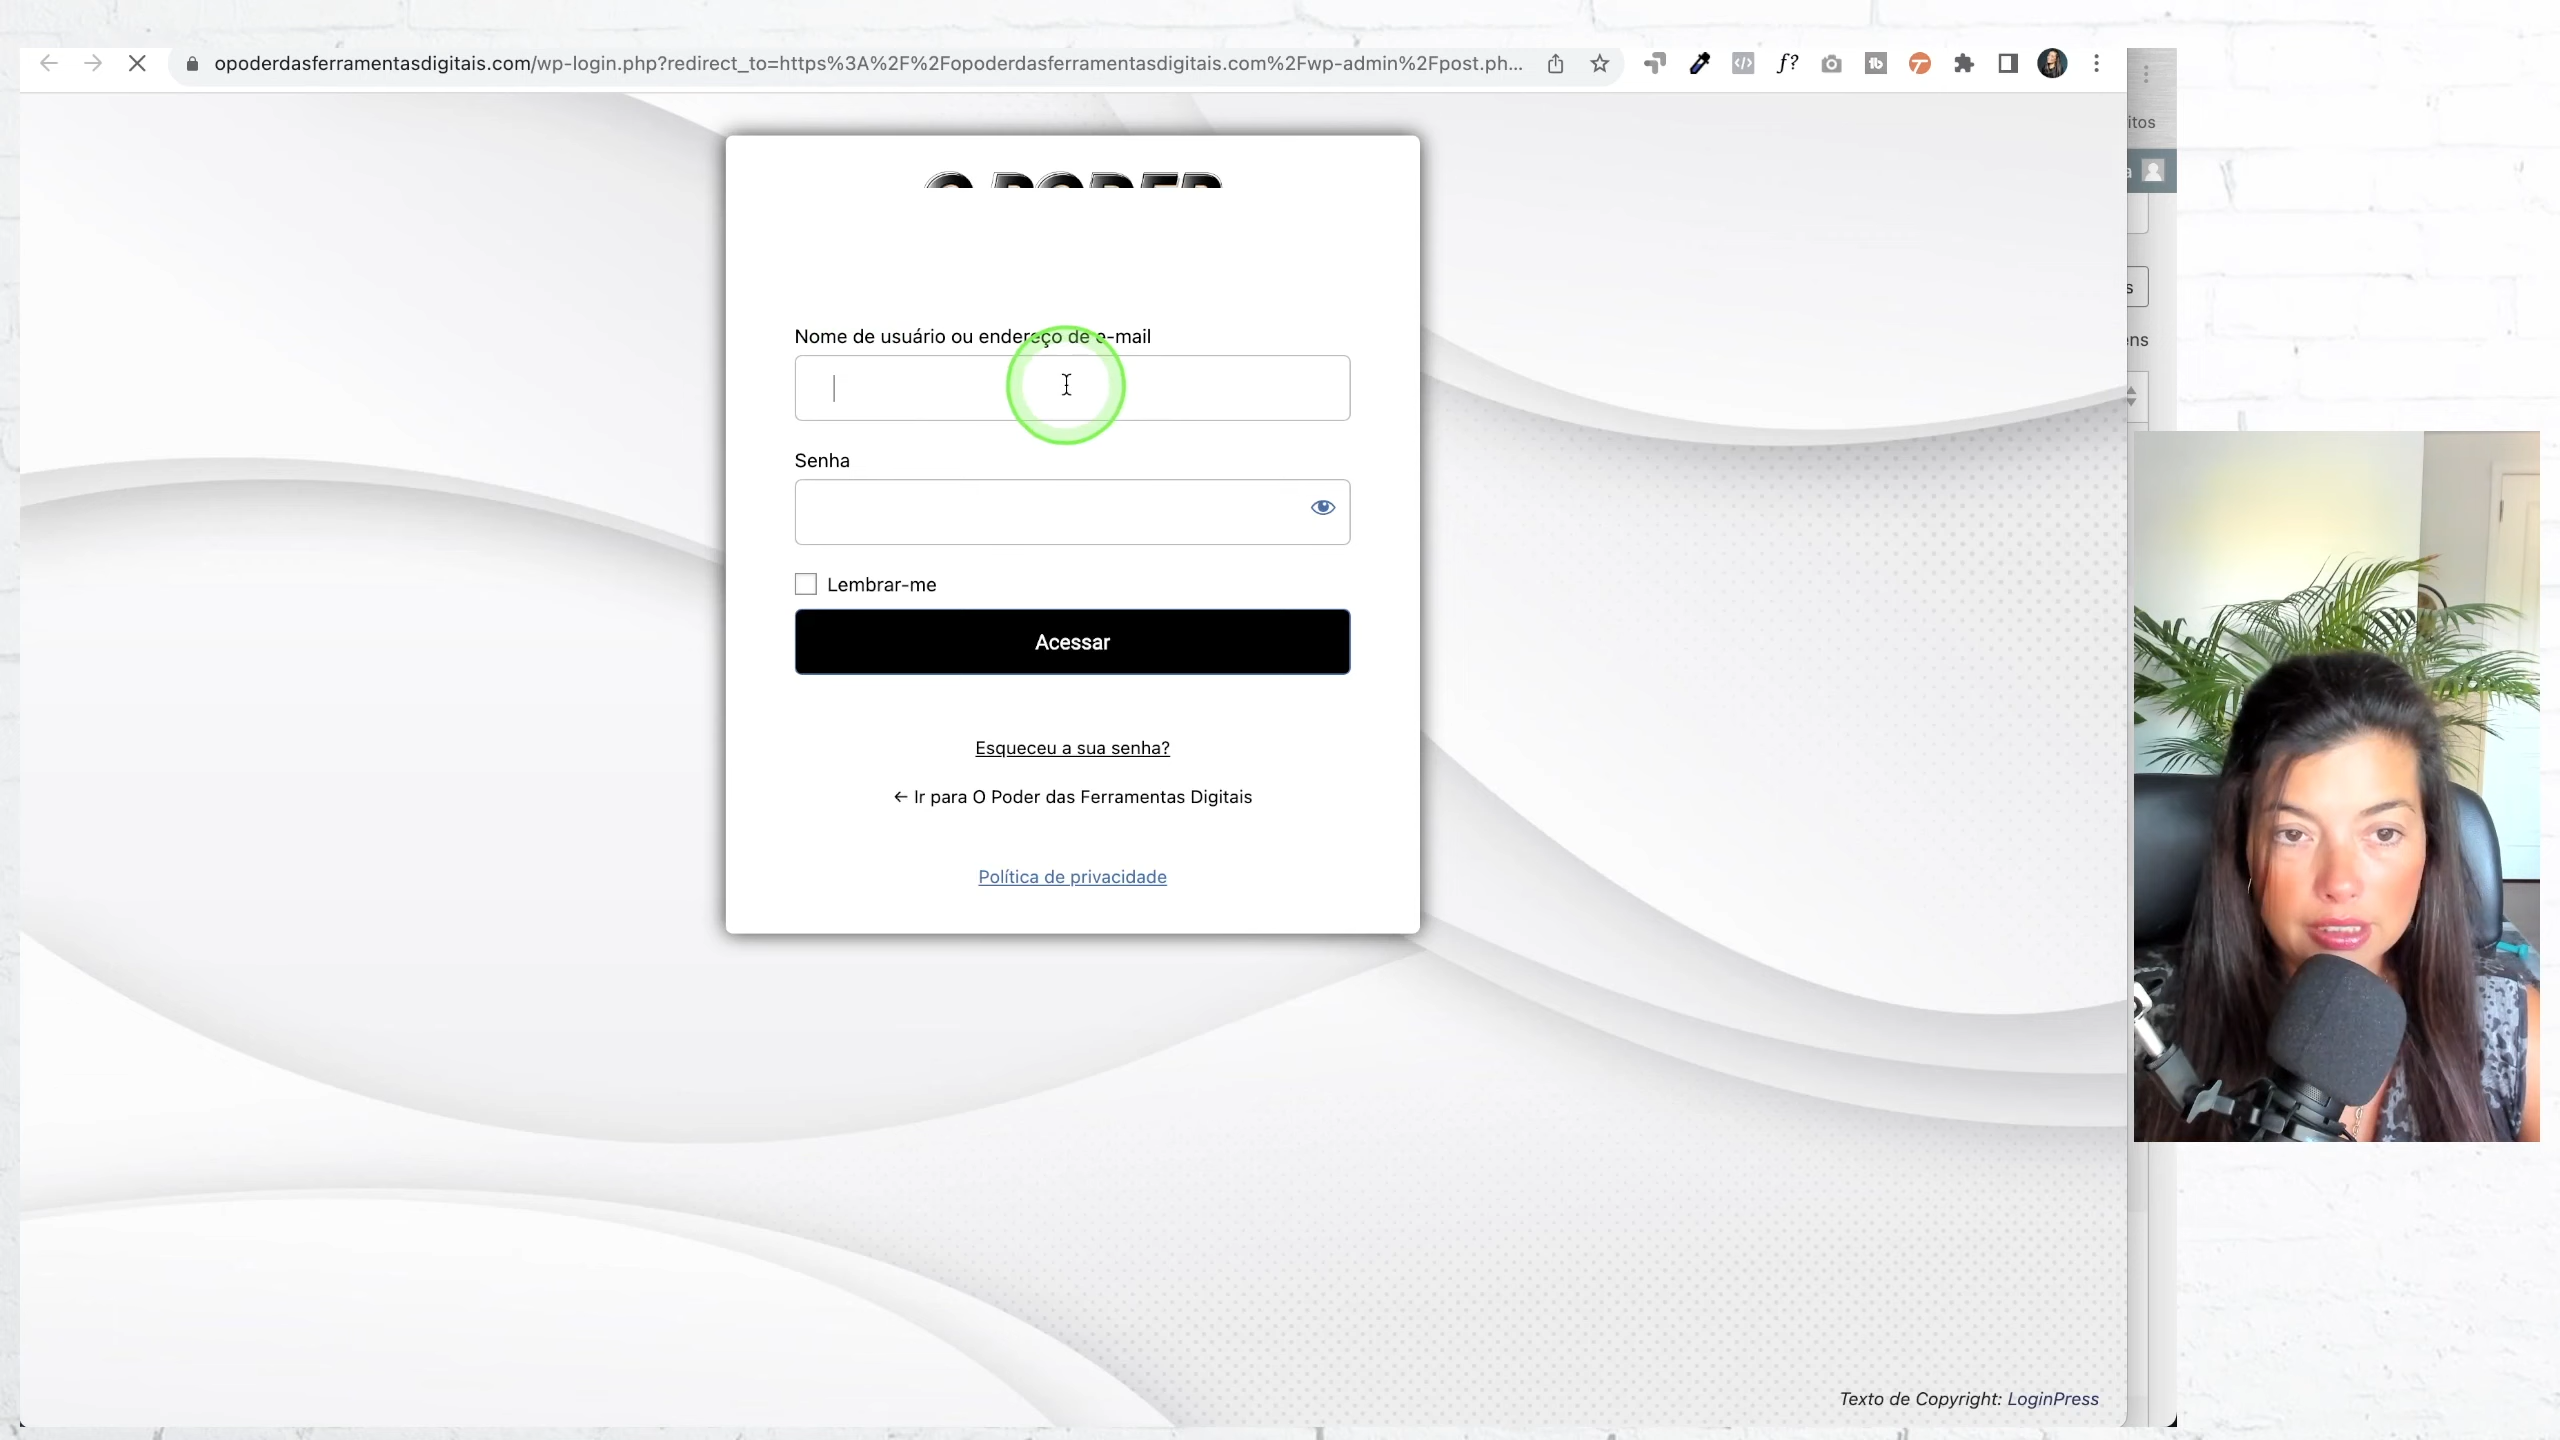 opoderdasferramentasdigitais.com/wp-login.php?redirect_to=https%3A%2F%2Fopoderdasferramentasdigitais.com%2Fwp-admin%2Fpost.ph...
f?
itos
a
O PODER
s
Nome de usuário ou endereço de e-mail
ens
Senha
Lembrar-me
Acessar
Esqueceu a sua senha?
← Ir para O Poder das Ferramentas Digitais
Política de privacidade
Texto de Copyright: LoginPress